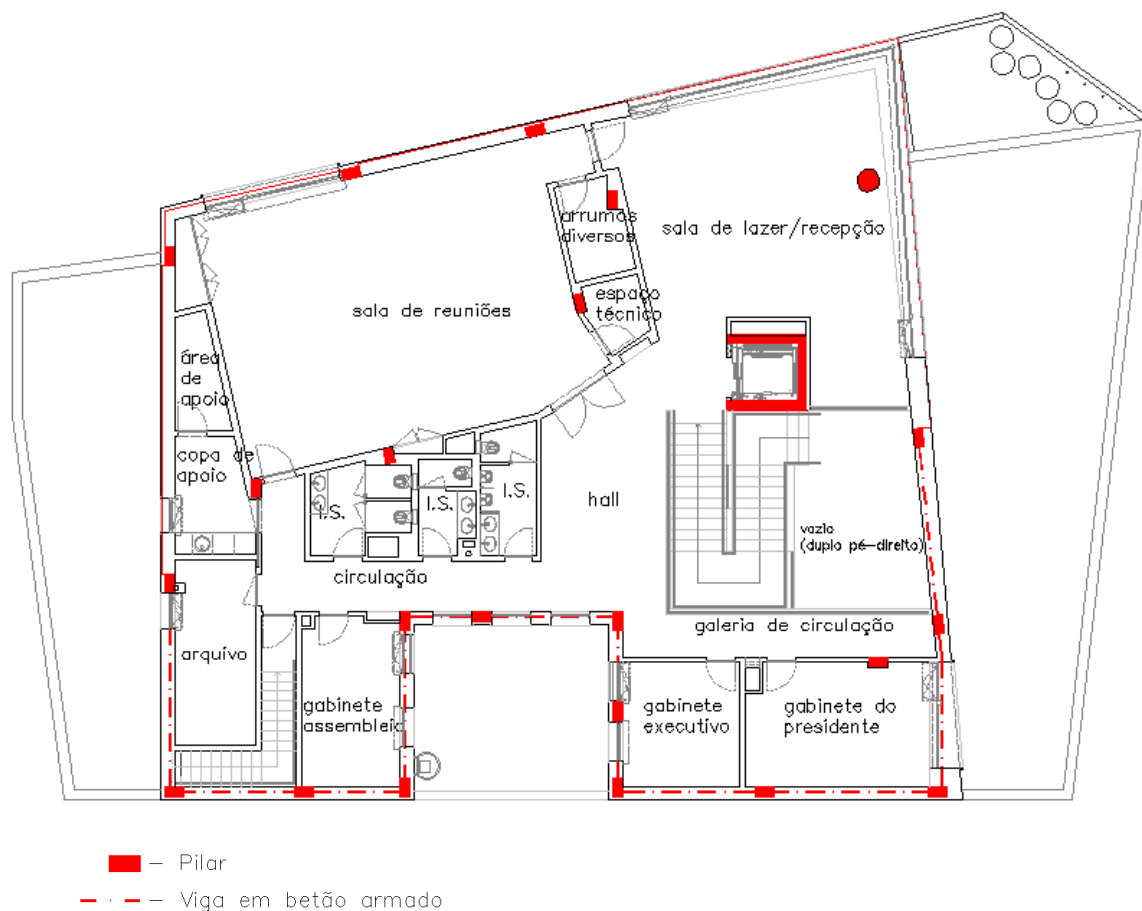 arrumos
diversos
sala de lazer/recepção
espaço
técnico
sala de reuniões
área
de
apoio
copa de
apoio
I.S.
I.S.
I.S.
hall
vazio
(duplo pé-direito)
circulação
galeria de circulação
arquivo
gabinete
assembleia
gabinete
executivo
gabinete do
presidente
– Pilar
– Viga em betão armado